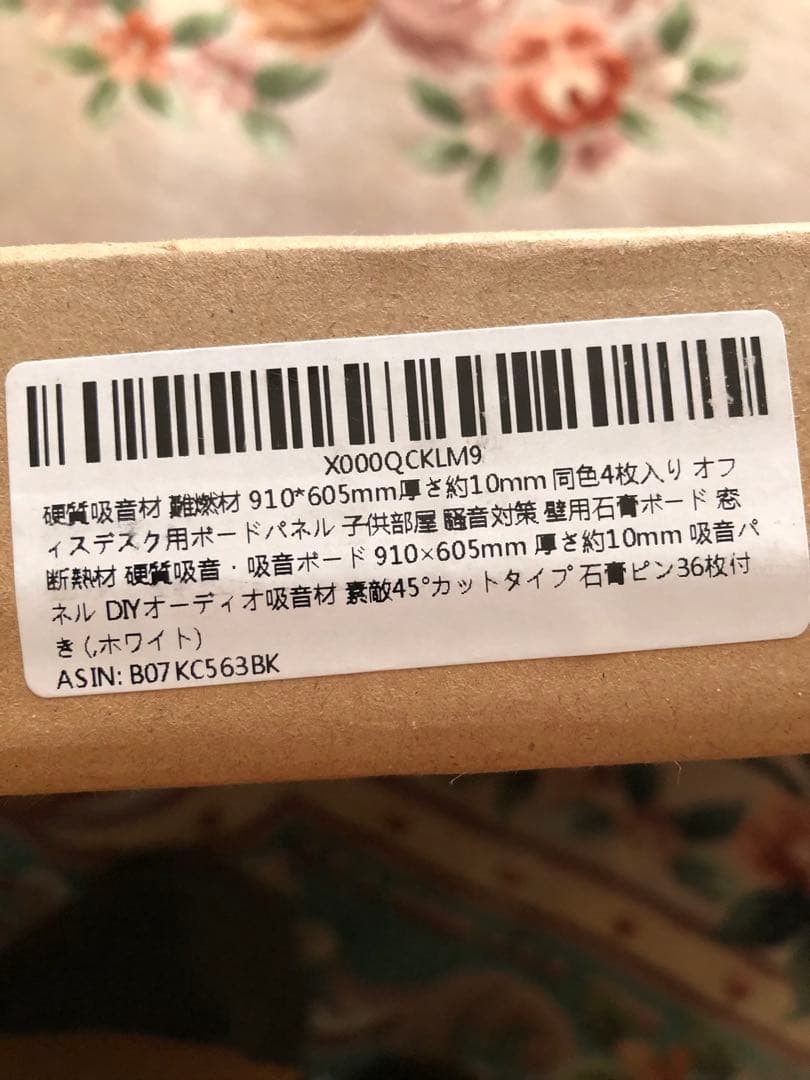 X000QCKLM9
硬質吸音材 難燃材 910*605mm厚さ約10mm 同色4枚入り オフ
ィスデスク用ボードパネル 子供部屋 騒音対策 壁用石膏ボード 窓
断熱材 硬質吸音・吸音ボード 910×605mm 厚さ約10mm 吸音パ
ネル DIYオーディオ吸音材 素敵45°カットタイプ 石膏ピン36枚付
き (,ホワイト)
ASIN: B07KC563BK